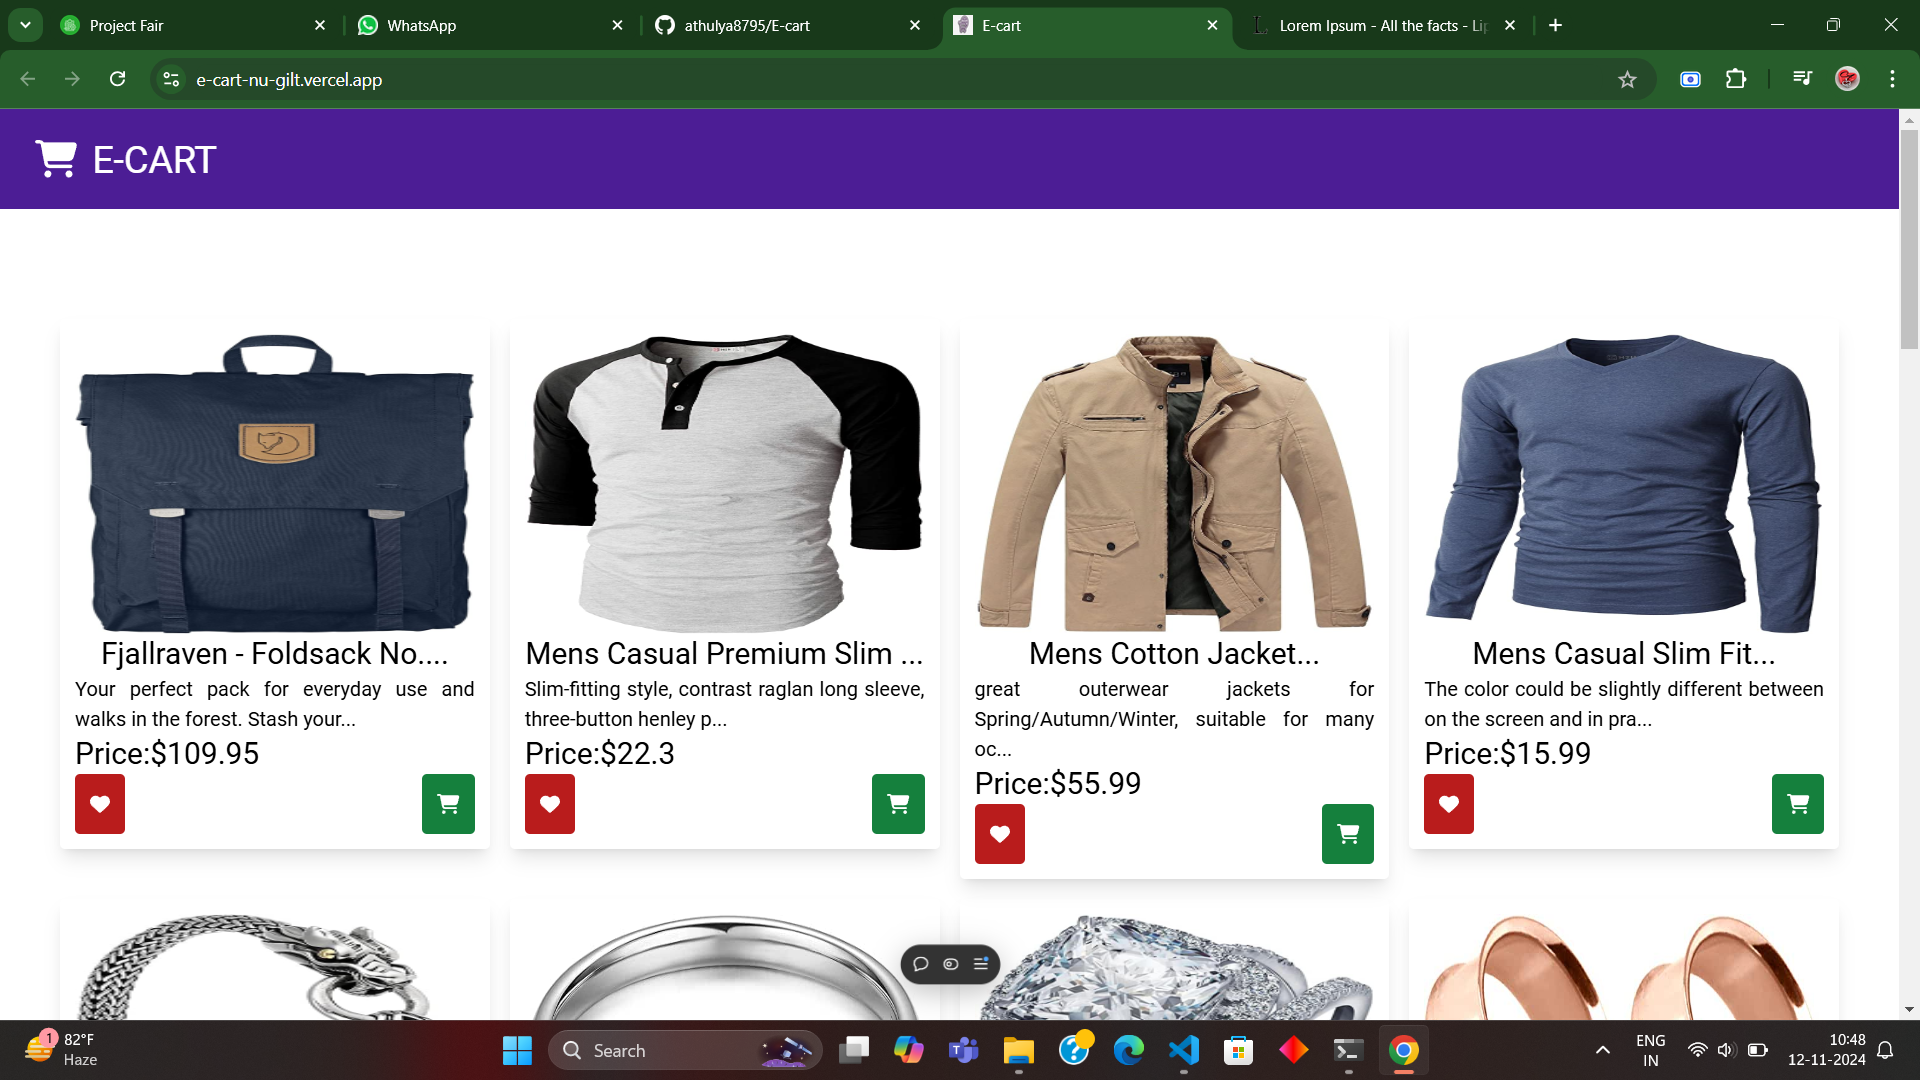 Project Fair
WhatsApp
athulya8795/E-cart
E-cart
Lorem Ipsum - All the facts - Lip
e-cart-nu-gilt.vercel.app
E-CART
Fjallraven - Foldsack No....
Your perfect pack for everyday use and
walks in the forest. Stash your...
Price:$109.95
Mens Casual Premium Slim ...
Slim-fitting style, contrast raglan long sleeve,
three-button henley p...
Price:$22.3
Mens Cotton Jacket...
great outerwear jackets for
Spring/Autumn/Winter, suitable for many
oc...
Price:$55.99
Mens Casual Slim Fit...
The color could be slightly different between
on the screen and in pra...
Price:$15.99
1
82°F
Haze
Search
ENG
IN
10:48
12-11-2024